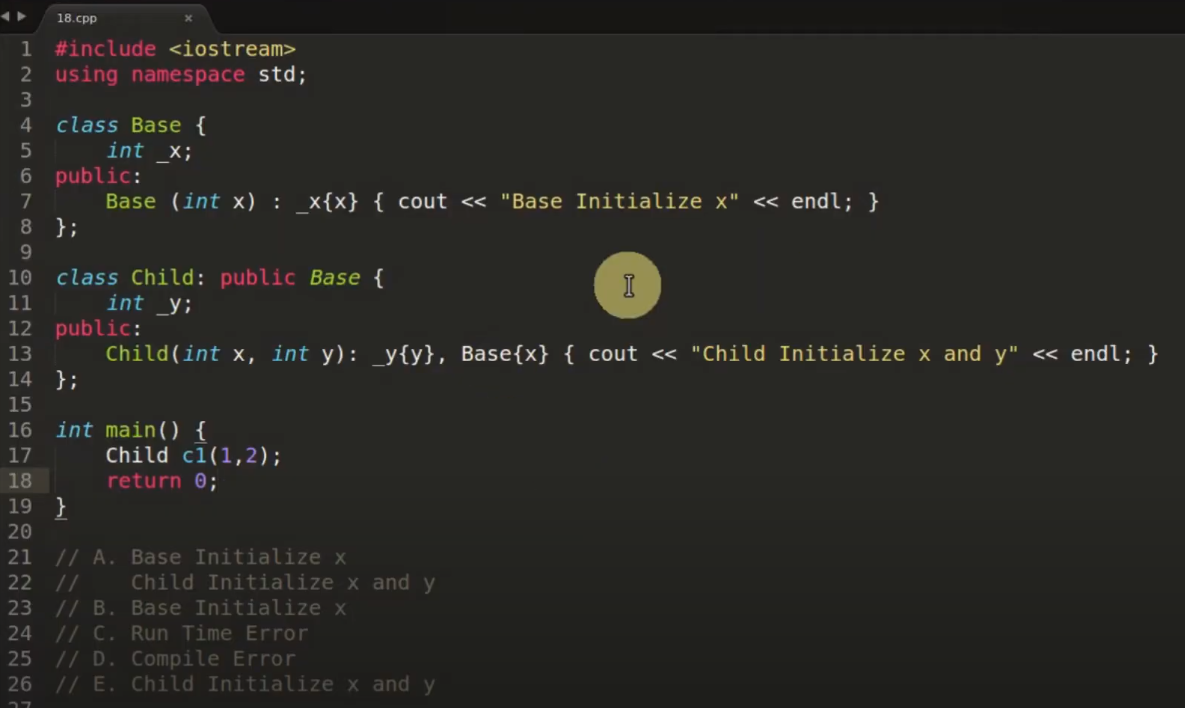 18.cpp ×
1 #include <iostream>
2 using namespace std;
3
4 class Base {
5     int _x;
6 public:
7     Base (int x) : _x{x} { cout << "Base Initialize x" << endl; }
8 };
9
10 class Child: public Base {
11     int _y;
12 public:
13     Child(int x, int y): _y{y}, Base{x} { cout << "Child Initialize x and y" << endl; }
14 };
15
16 int main() {
17     Child c1(1,2);
18     return 0;
19 }
20
21 // A. Base Initialize x
22 //    Child Initialize x and y
23 // B. Base Initialize x
24 // C. Run Time Error
25 // D. Compile Error
26 // E. Child Initialize x and y
27